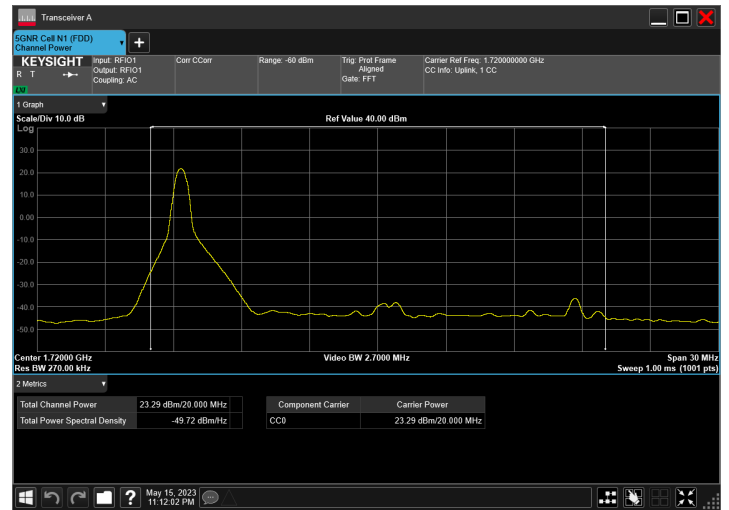 Transceiver A
5GNR Cell N1 (FDD)
Channel Power
KEYSIGHT
R T
LXI
Input: RFIO1
Output: RFIO1
Coupling: AC
Corr CCorr
Range: -60 dBm
Trig: Prot Frame
Aligned
Gate: FFT
Carrier Ref Freq: 1.720000000 GHz
CC Info: Uplink, 1 CC
1 Graph
Scale/Div 10.0 dB
Ref Value 40.00 dBm
Log
30.0
20.0
10.0
0.00
-10.0
-20.0
-30.0
-40.0
-50.0
Center 1.72000 GHz
Video BW 2.7000 MHz
Span 30 MHz
Res BW 270.00 kHz
Sweep 1.00 ms (1001 pts)
2 Metrics
Total Channel Power 23.29 dBm/20.000 MHz
Total Power Spectral Density -49.72 dBm/Hz
Component Carrier Carrier Power
CC0 23.29 dBm/20.000 MHz
?
May 15, 2023
11:12:02 PM